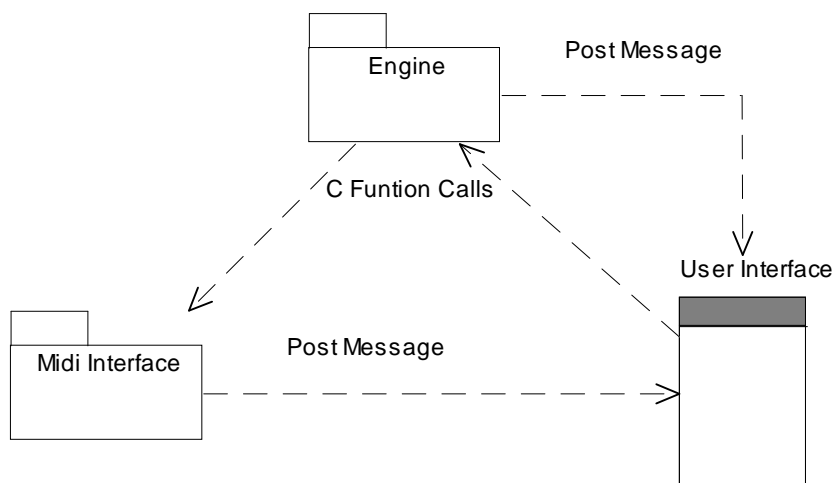 Post Message
Engine
C Funtion Calls
User Interface
Post Message
Midi Interface